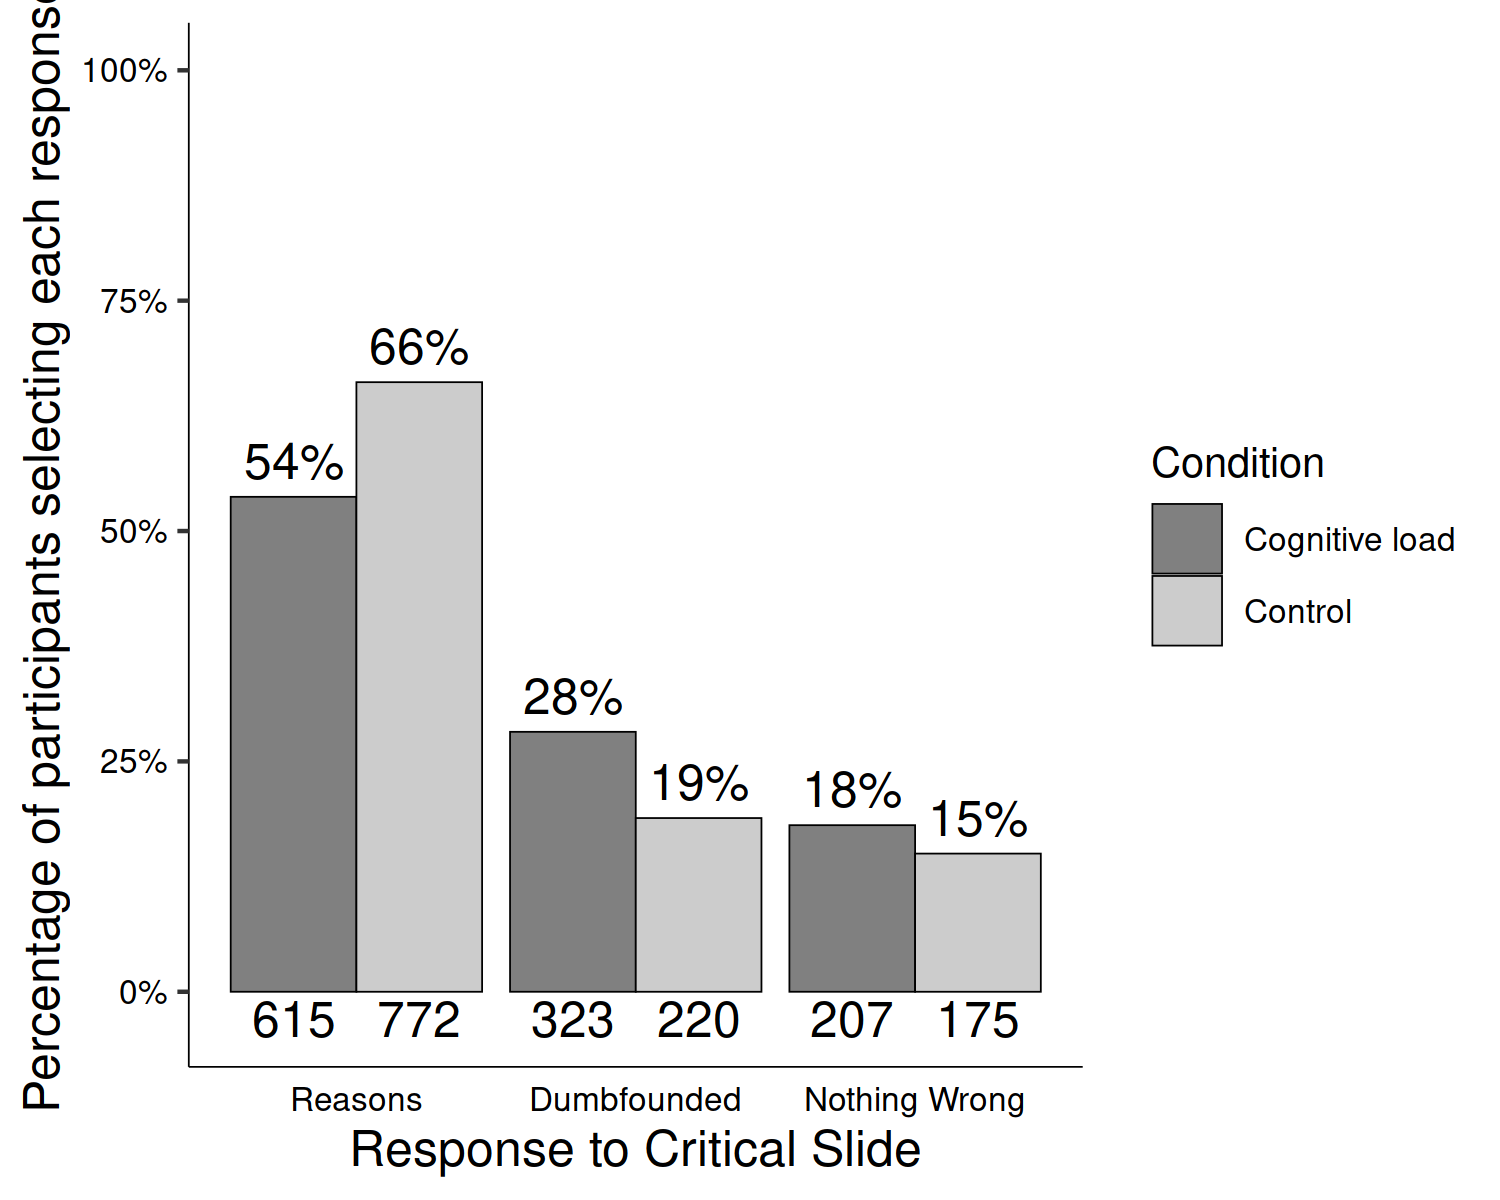 Percentage of participants selecting each response
100%
75%
50%
25%
0%
54%
66%
28%
19%
18%
15%
615 772 323 220 207 175
Reasons Dumbfounded Nothing Wrong
Response to Critical Slide
Condition
Cognitive load
Control